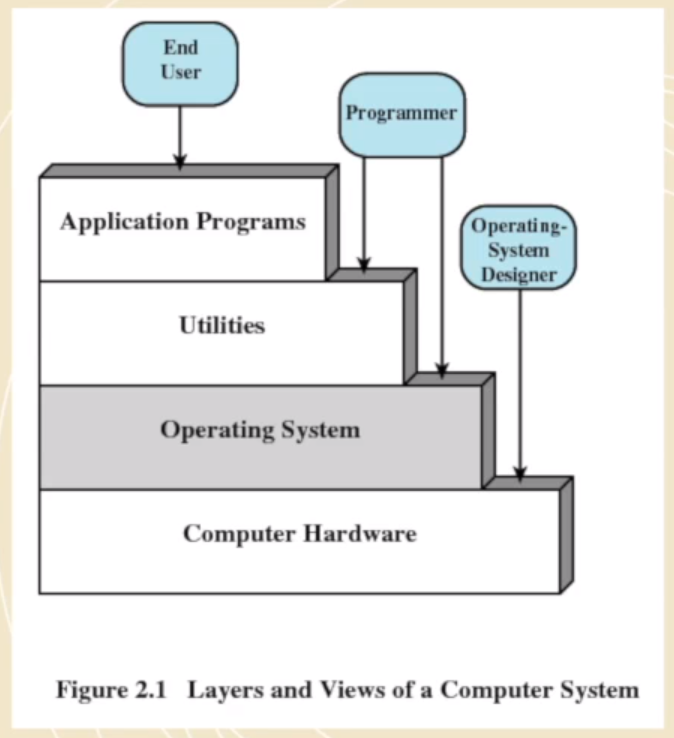 End
User
Programmer
Operating-
System
Designer
Application Programs
Utilities
Operating System
Computer Hardware
Figure 2.1 Layers and Views of a Computer System